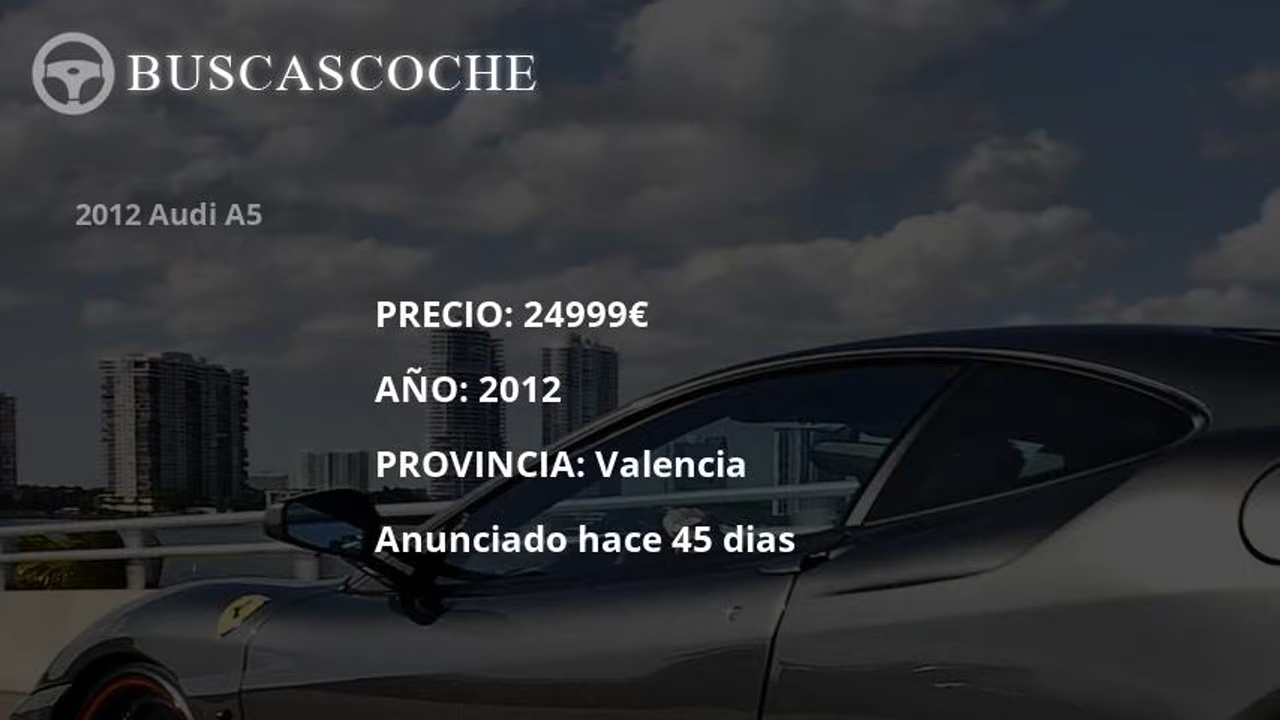 BUSCASCOCHE
2012 Audi A5
PRECIO: 24999€
AÑO: 2012
PROVINCIA: Valencia
Anunciado hace 45 dias